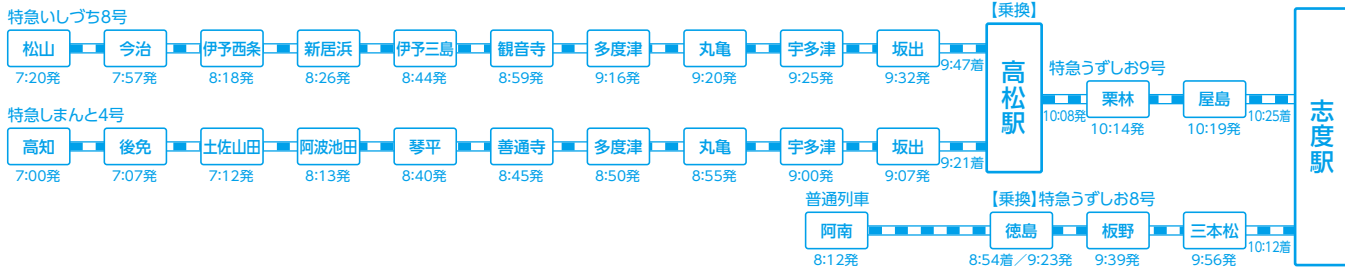 特急いしづち8号
松山 今治 伊予西条 新居浜 伊予三島 観音寺 多度津 丸亀 宇多津 坂出
7:20発 7:57発 8:18発 8:26発 8:44発 8:59発 9:16発 9:20発 9:25発 9:32発 9:47着
特急しまんと4号
高知 後免 土佐山田 阿波池田 琴平 善通寺 多度津 丸亀 宇多津 坂出
7:00発 7:07発 7:12発 8:13発 8:40発 8:45発 8:50発 8:55発 9:00発 9:07発 9:21着
【乗換】
高松駅
特急うずしお9号
栗林 屋島
10:08発 10:14発 10:19発 10:25着
普通列車
阿南
8:12発
【乗換】特急うずしお8号
徳島 板野 三本松
8:54着/9:23発 9:39発 9:56発 10:12着
志度駅